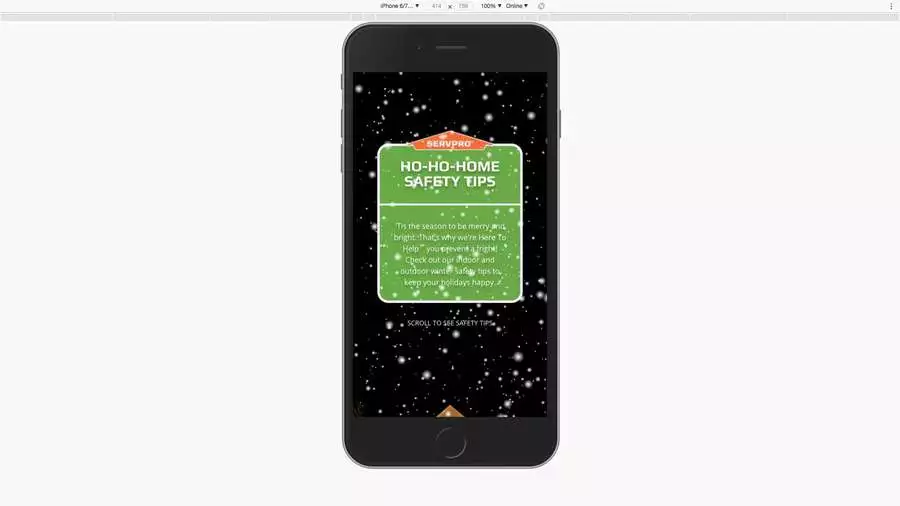 iPhone 6/7... ▼ 414 × 736 100% ▼ Online ▼
SERVPRO
HO-HO-HOME
SAFETY TIPS
'Tis the season to be merry and
bright. That's why we're Here To
Help™ you prevent a fright!
Check out our indoor and
outdoor winter safety tips to
keep your holidays happy.
SCROLL TO SEE SAFETY TIPS